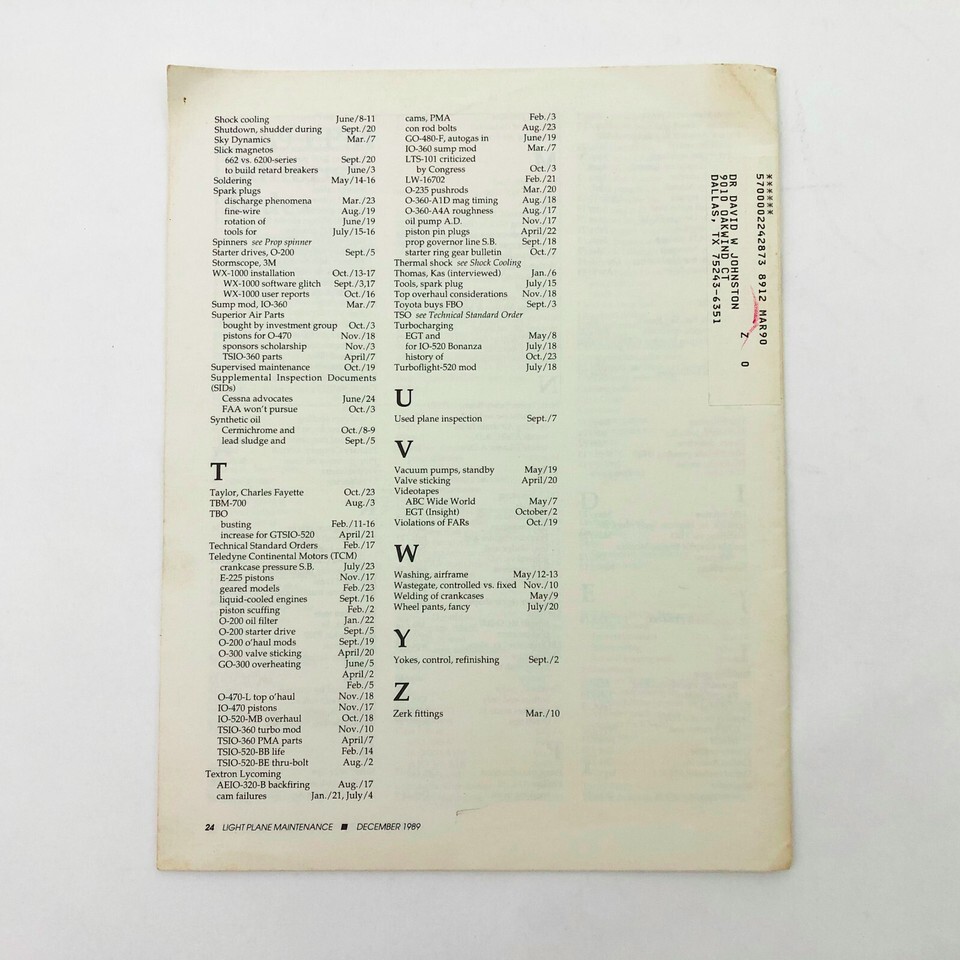 Shock cooling June/8-11
Shutdown, shudder during Sept./20
Sky Dynamics Mar./7
Slick magnetos
662 vs. 6200-series Sept./20
to build retard breakers June/3
Soldering May/14-16
Spark plugs
discharge phenomena Mar./23
fine-wire Aug./19
rotation of June/19
tools for July/15-16
Spinners see Prop spinner
Starter drives, O-200 Sept./5
Stormscope, 3M
WX-1000 installation Oct./13-17
WX-1000 software glitch Sept./3,17
WX-1000 user reports Oct./16
Sump mod, IO-360 Mar./7
Superior Air Parts
bought by investment group Oct./3
pistons for O-470 Nov./18
sponsors scholarship Nov./3
TSIO-360 parts April/7
Supervised maintenance Oct./19
Supplemental Inspection Documents
(SIDs)
Cessna advocates June/24
FAA won't pursue Oct./3
Synthetic oil
Cermichrome and Oct./8-9
lead sludge and Sept./5
T
Taylor, Charles Fayette Oct./23
TBM-700 Aug./3
TBO
busting Feb./11-16
increase for GTSIO-520 April/21
Technical Standard Orders Feb./17
Teledyne Continental Motors (TCM)
crankcase pressure S.B. July/23
E-225 pistons Nov./17
geared models Feb./23
liquid-cooled engines Sept./16
piston scuffing Feb./2
O-200 oil filter Jan./22
O-200 starter drive Sept./5
O-200 o'haul mods Sept./19
O-300 valve sticking April/20
GO-300 overheating June/5
April/2
Feb./5
O-470-L top o'haul Nov./18
IO-470 pistons Nov./17
IO-520-MB overhaul Oct./18
TSIO-360 turbo mod Nov./10
TSIO-360 PMA parts April/7
TSIO-520-BB life Feb./14
TSIO-520-BE thru-bolt Aug./2
Textron Lycoming
AEIO-320-B backfiring Aug./17
cam failures Jan./21, July/4
cams, PMA Feb./3
con rod bolts Aug./23
GO-480-F, autogas in June/19
IO-360 sump mod Mar./7
LTS-101 criticized
by Congress Oct./3
LW-16702 Feb./21
O-235 pushrods Mar./20
O-360-A1D mag timing Aug./18
O-360-A4A roughness Aug./17
oil pump A.D. Nov./17
piston pin plugs April/22
prop governor line S.B. Sept./18
starter ring gear bulletin Oct./7
Thermal shock see Shock Cooling
Thomas, Kas (interviewed) Jan./6
Tools, spark plug July/15
Top overhaul considerations Nov./18
Toyota buys FBO Sept./3
TSO see Technical Standard Order
Turbocharging
EGT and May/8
for IO-520 Bonanza July/18
history of Oct./23
Turboflight-520 mod July/18
U
Used plane inspection Sept./7
V
Vacuum pumps, standby May/19
Valve sticking April/20
Videotapes
ABC Wide World May/7
EGT (Insight) October/2
Violations of FARs Oct./19
W
Washing, airframe May/12-13
Wastegate, controlled vs. fixed Nov./10
Welding of crankcases May/9
Wheel pants, fancy July/20
Y
Yokes, control, refinishing Sept./2
Z
Zerk fittings Mar./10
24 LIGHT PLANE MAINTENANCE ■ DECEMBER 1989
******
5700002242873 8912 MAR90
Z 0
DR DAVID W JOHNSTON
9010 OAKWIND CT
DALLAS, TX 75243-6351